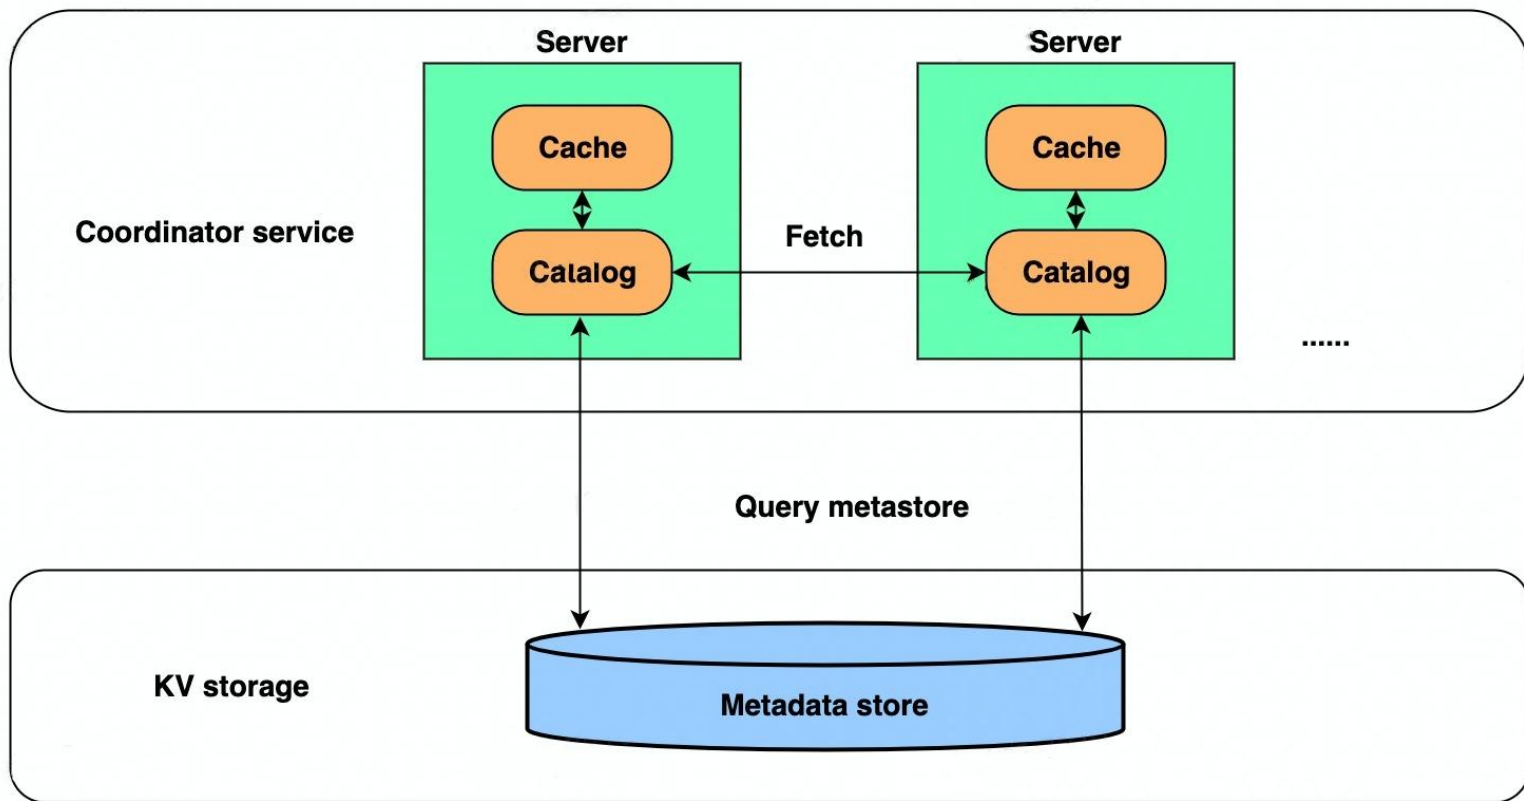 Server
Server
Cache
Cache
Coordinator service
Fetch
Catalog
Catalog
......
Query metastore
KV storage
Metadata store